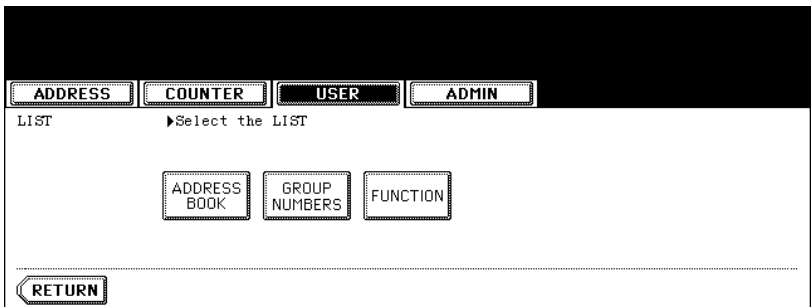 ADDRESS COUNTER USER ADMIN
LIST ▶Select the LIST
ADDRESS BOOK
GROUP NUMBERS
FUNCTION
RETURN